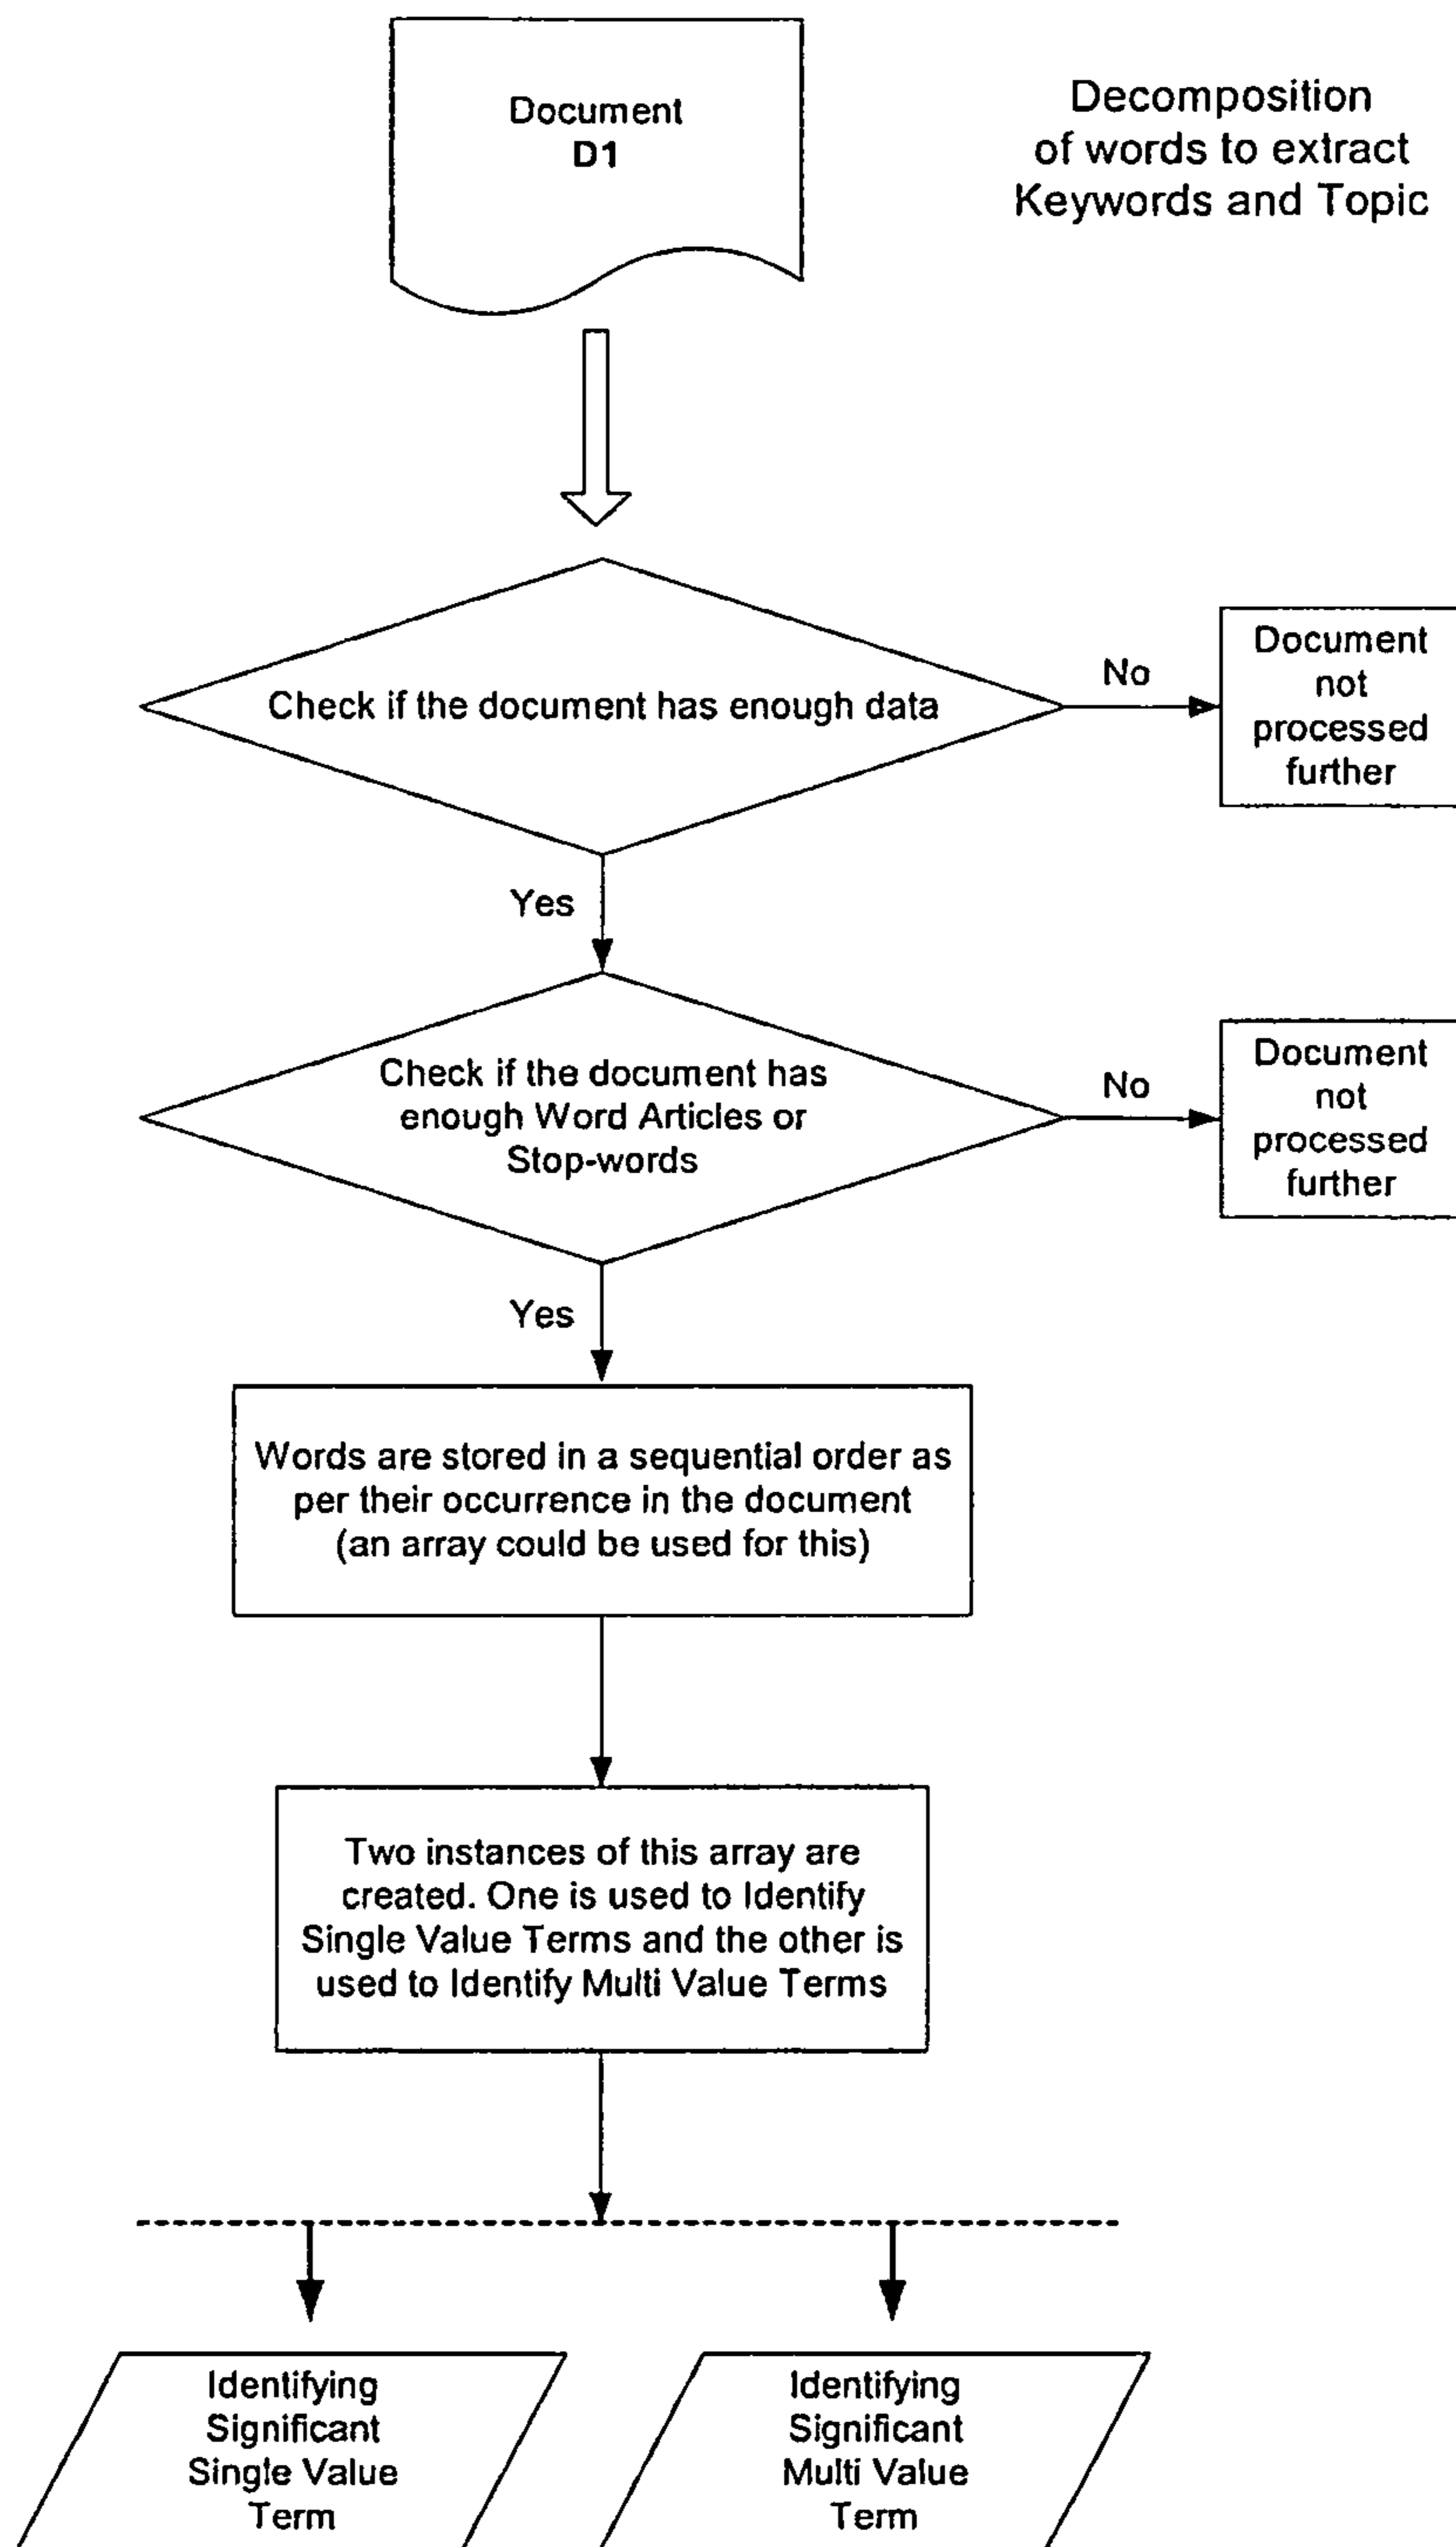 Document
D1
Decomposition
of words to extract
Keywords and Topic
Check if the document has enough data
No
Document
not
processed
further
Yes
Check if the document has
enough Word Articles or
Stop-words
No
Document
not
processed
further
Yes
Words are stored in a sequential order as
per their occurrence in the document
(an array could be used for this)
Two instances of this array are
created. One is used to Identify
Single Value Terms and the other is
used to Identify Multi Value Terms
Identifying
Significant
Single Value
Term
Identifying
Significant
Multi Value
Term